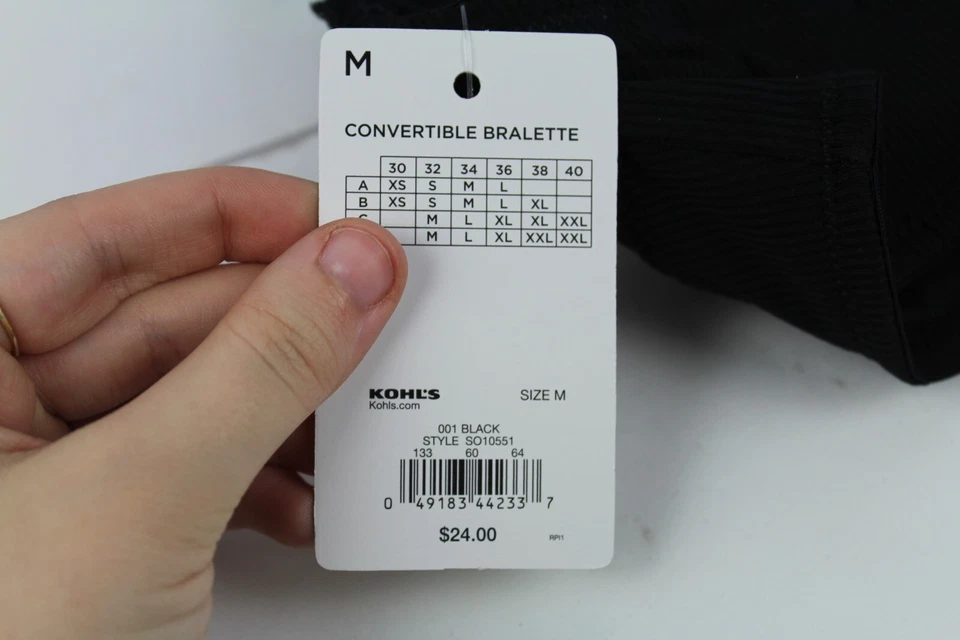 M
CONVERTIBLE BRALETTE
30 32 34 36 38 40
A XS S M L
B XS S M L XL
M L XL XL XXL
M L XL XXL XXL
KOHL'S SIZE M
Kohls.com
001 BLACK
STYLE SO10551
133 60 64
0 49183 44233 7
$24.00
RPI1